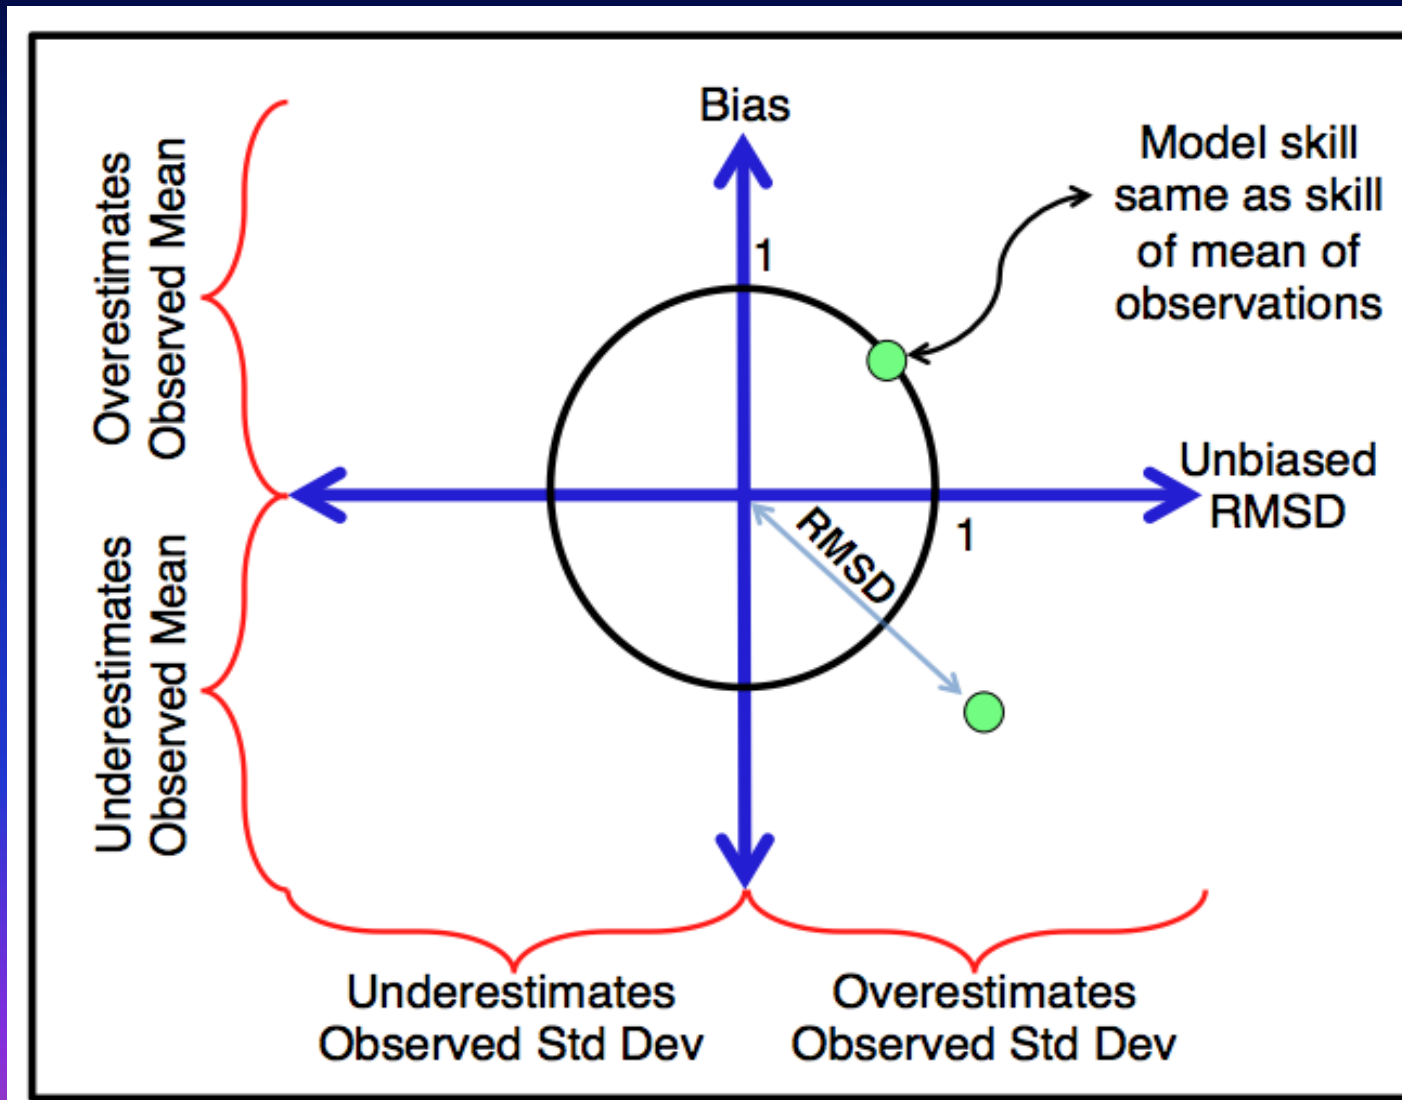 Bias
Model skill
same as skill
of mean of
observations
1
Overestimates
Observed Mean
Unbiased
RMSD
1
RMSD
Underestimates
Observed Mean
Underestimates
Observed Std Dev
Overestimates
Observed Std Dev